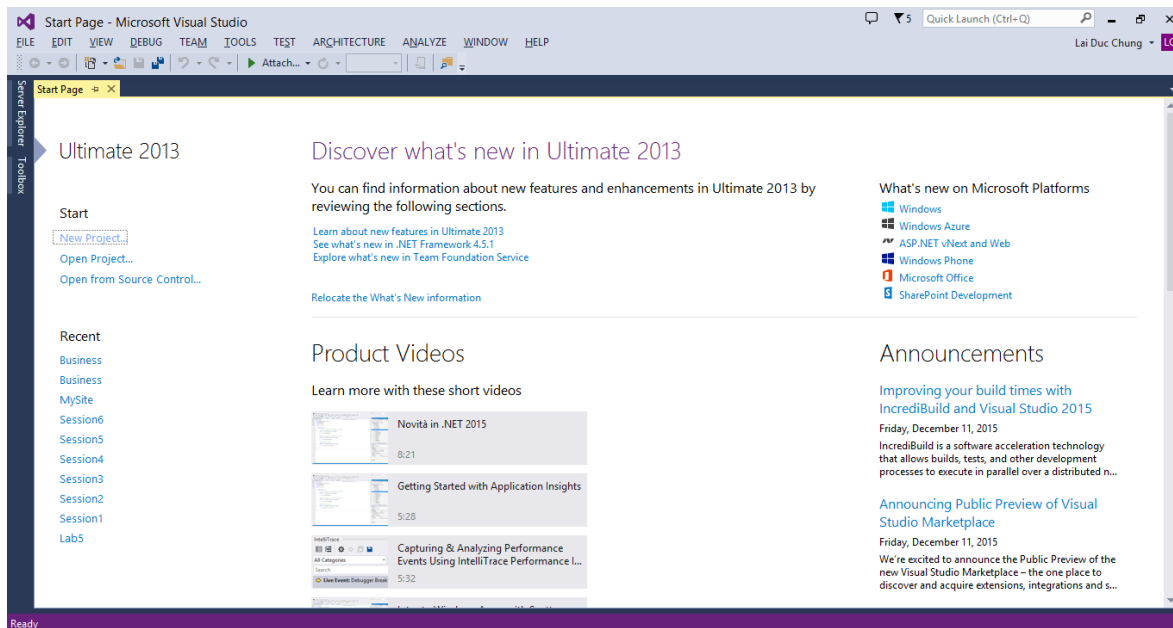 Start Page - Microsoft Visual Studio
5
Quick Launch (Ctrl+Q)
FILE EDIT VIEW DEBUG TEAM TOOLS TEST ARCHITECTURE ANALYZE WINDOW HELP
Lai Duc Chung
Attach...
Server Explorer
Toolbox
Start Page
Ultimate 2013
Start
New Project...
Open Project...
Open from Source Control...
Recent
Business
Business
MySite
Session6
Session5
Session4
Session3
Session2
Session1
Lab5
Discover what's new in Ultimate 2013
You can find information about new features and enhancements in Ultimate 2013 by
reviewing the following sections.
Learn about new features in Ultimate 2013
See what's new in .NET Framework 4.5.1
Explore what's new in Team Foundation Service
Relocate the What's New information
What's new on Microsoft Platforms
Windows
Windows Azure
ASP.NET vNext and Web
Windows Phone
Microsoft Office
SharePoint Development
Product Videos
Learn more with these short videos
Novità in .NET 2015
8:21
Getting Started with Application Insights
5:28
IntelliTrace
All Categories
Search
Live Event: Debugger Break
Capturing & Analyzing Performance
Events Using IntelliTrace Performance I...
5:32
Announcements
Improving your build times with
IncrediBuild and Visual Studio 2015
Friday, December 11, 2015
IncrediBuild is a software acceleration technology
that allows builds, tests, and other development
processes to execute in parallel over a distributed n...
Announcing Public Preview of Visual
Studio Marketplace
Friday, December 11, 2015
We're excited to announce the Public Preview of the
new Visual Studio Marketplace – the one place to
discover and acquire extensions, integrations and s...
Ready